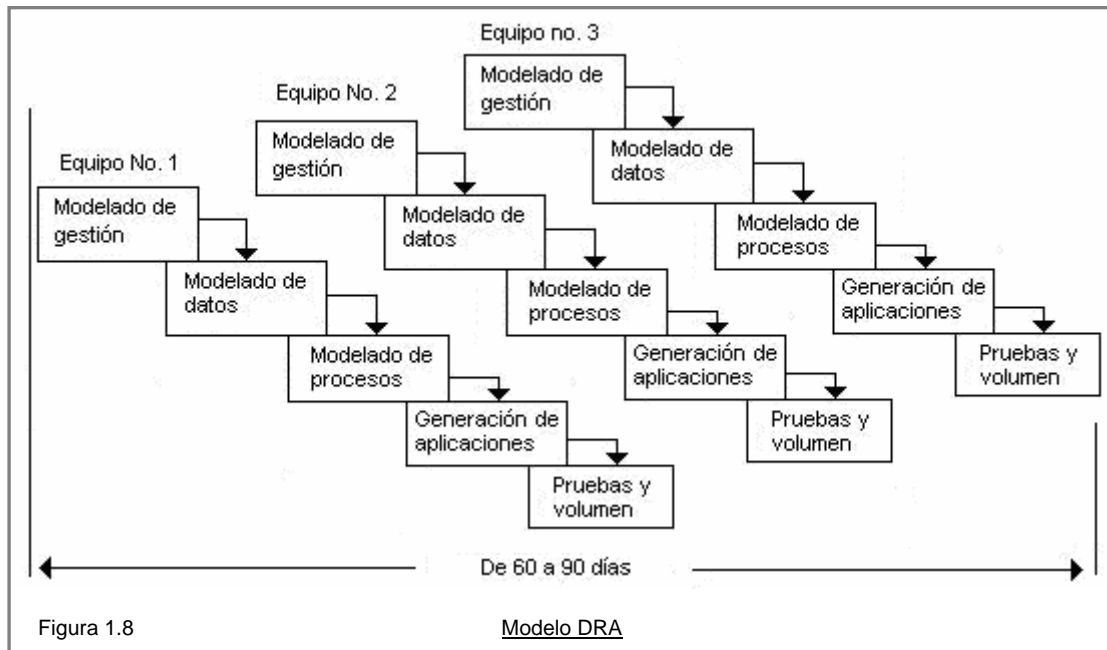 Equipo no. 3
Modelado de
gestión
Modelado de
datos
Modelado de
procesos
Generación de
aplicaciones
Pruebas y
volumen
Equipo No. 2
Modelado de
gestión
Modelado de
datos
Modelado de
procesos
Generación de
aplicaciones
Pruebas y
volumen
Equipo No. 1
Modelado de
gestión
Modelado de
datos
Modelado de
procesos
Generación de
aplicaciones
Pruebas y
volumen
De 60 a 90 días
Figura 1.8
Modelo DRA